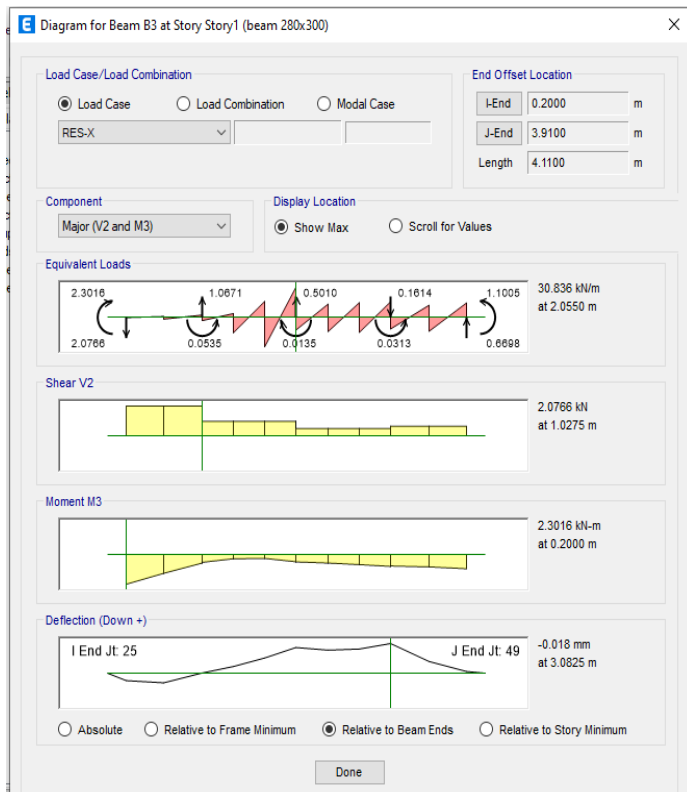 Diagram for Beam B3 at Story Story1 (beam 280x300)
Load Case/Load Combination
Load Case Load Combination Modal Case
RES-X
End Offset Location
I-End 0.2000 m
J-End 3.9100 m
Length 4.1100 m
Component
Major (V2 and M3)
Display Location
Show Max Scroll for Values
Equivalent Loads
2.3016 1.0671 0.5010 0.1614 1.1005
2.0766 0.0535 0.0135 0.0313 0.6698
30.836 kN/m
at 2.0550 m
Shear V2
2.0766 kN
at 1.0275 m
Moment M3
2.3016 kN-m
at 0.2000 m
Deflection (Down +)
I End Jt: 25 J End Jt: 49
-0.018 mm
at 3.0825 m
Absolute Relative to Frame Minimum Relative to Beam Ends Relative to Story Minimum
Done